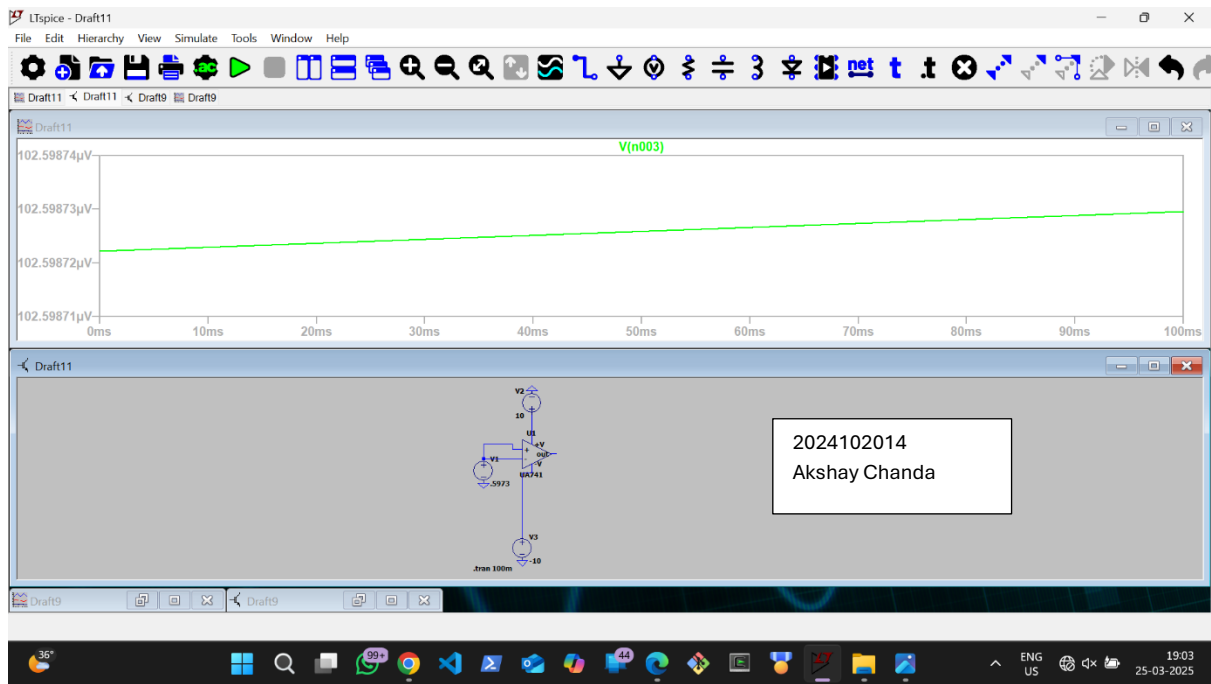 LTspice - Draft11
File Edit Hierarchy View Simulate Tools Window Help
.ac net t .t
Draft11 Draft11 Draft9 Draft9
Draft11
V(n003)
102.59874µV
102.59873µV
102.59872µV
102.59871µV
0ms 10ms 20ms 30ms 40ms 50ms 60ms 70ms 80ms 90ms 100ms
Draft11
V2
10
U1
+V
out
-V
UA741
V1
.5973
V3
-10
.tran 100m
2024102014
Akshay Chanda
Draft9 Draft9
36°
99+
44
ENG
US
19:03
25-03-2025